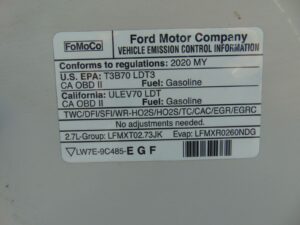 FoMoCo
Ford Motor Company
VEHICLE EMISSION CONTROL INFORMATION
Conforms to regulations: 2020 MY
U.S. EPA: T3B70 LDT3
CA OBD II Fuel: Gasoline
California: ULEV70 LDT
CA OBD II Fuel: Gasoline
TWC/DFI/SFI/WR-HO2S/HO2S/TC/CAC/EGR/EGRC
No adjustments needed.
2.7L-Group: LFMXT02.73JK Evap: LFMXR0260NDG
LW7E-9C485-EGF